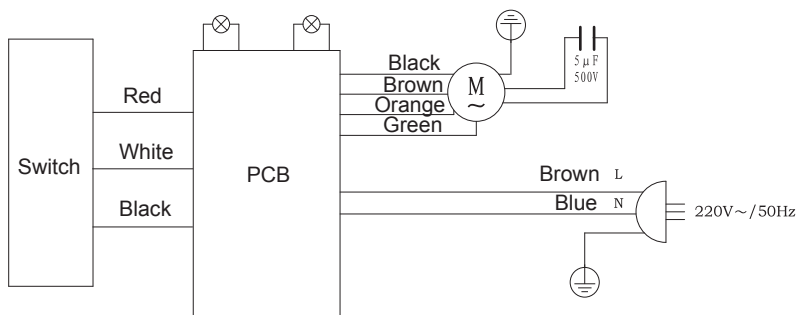 Black
Brown
Orange
Green
M
~
5μF
500V
Red
White
Black
Switch
PCB
Brown L
Blue N
220V~/50Hz